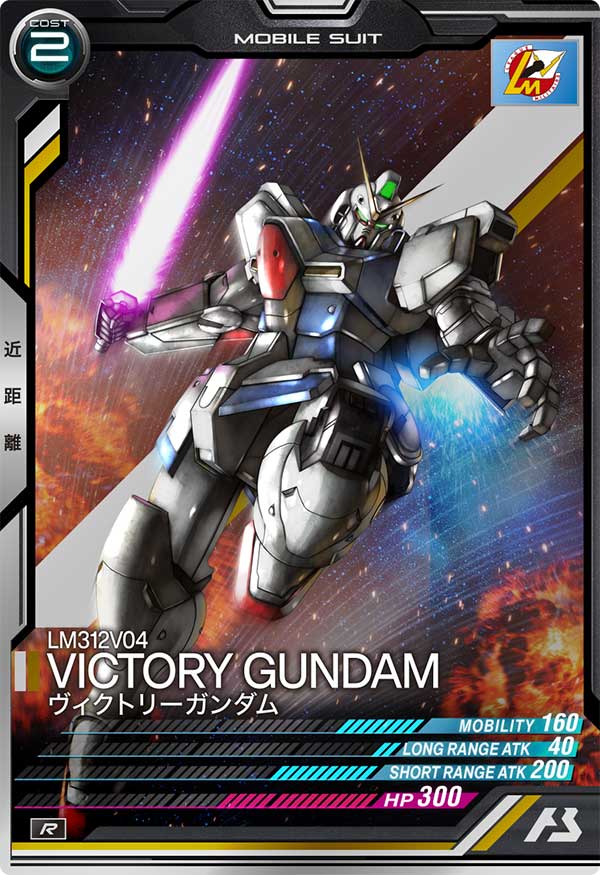 COST
2
MOBILE SUIT
LM
近距離
LM312V04
VICTORY GUNDAM
ヴィクトリーガンダム
MOBILITY 160
LONG RANGE ATK 40
SHORT RANGE ATK 200
HP 300
R